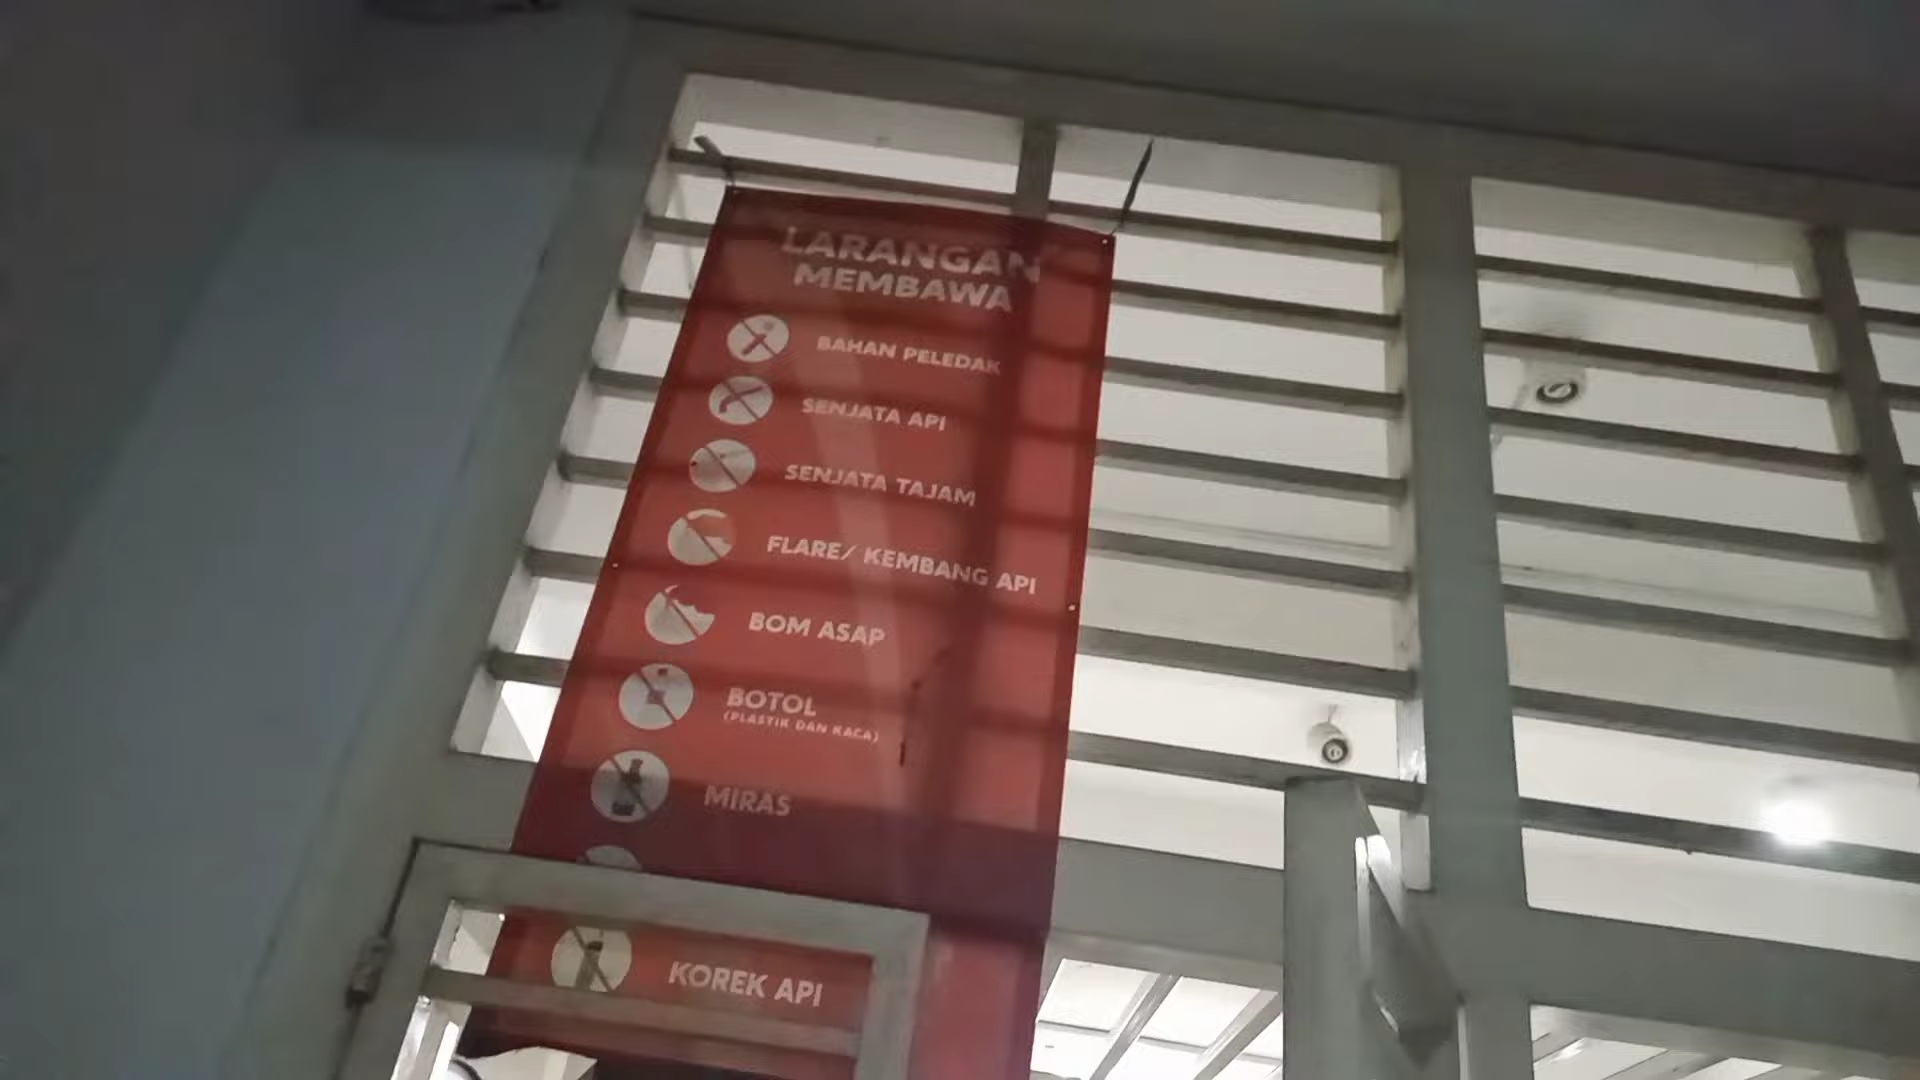 LARANGAN
MEMBAWA
BAHAN PELEDAK
SENJATA API
SENJATA TAJAM
FLARE/ KEMBANG API
BOM ASAP
BOTOL
(PLASTIK DAN KACA)
MIRAS
KOREK API